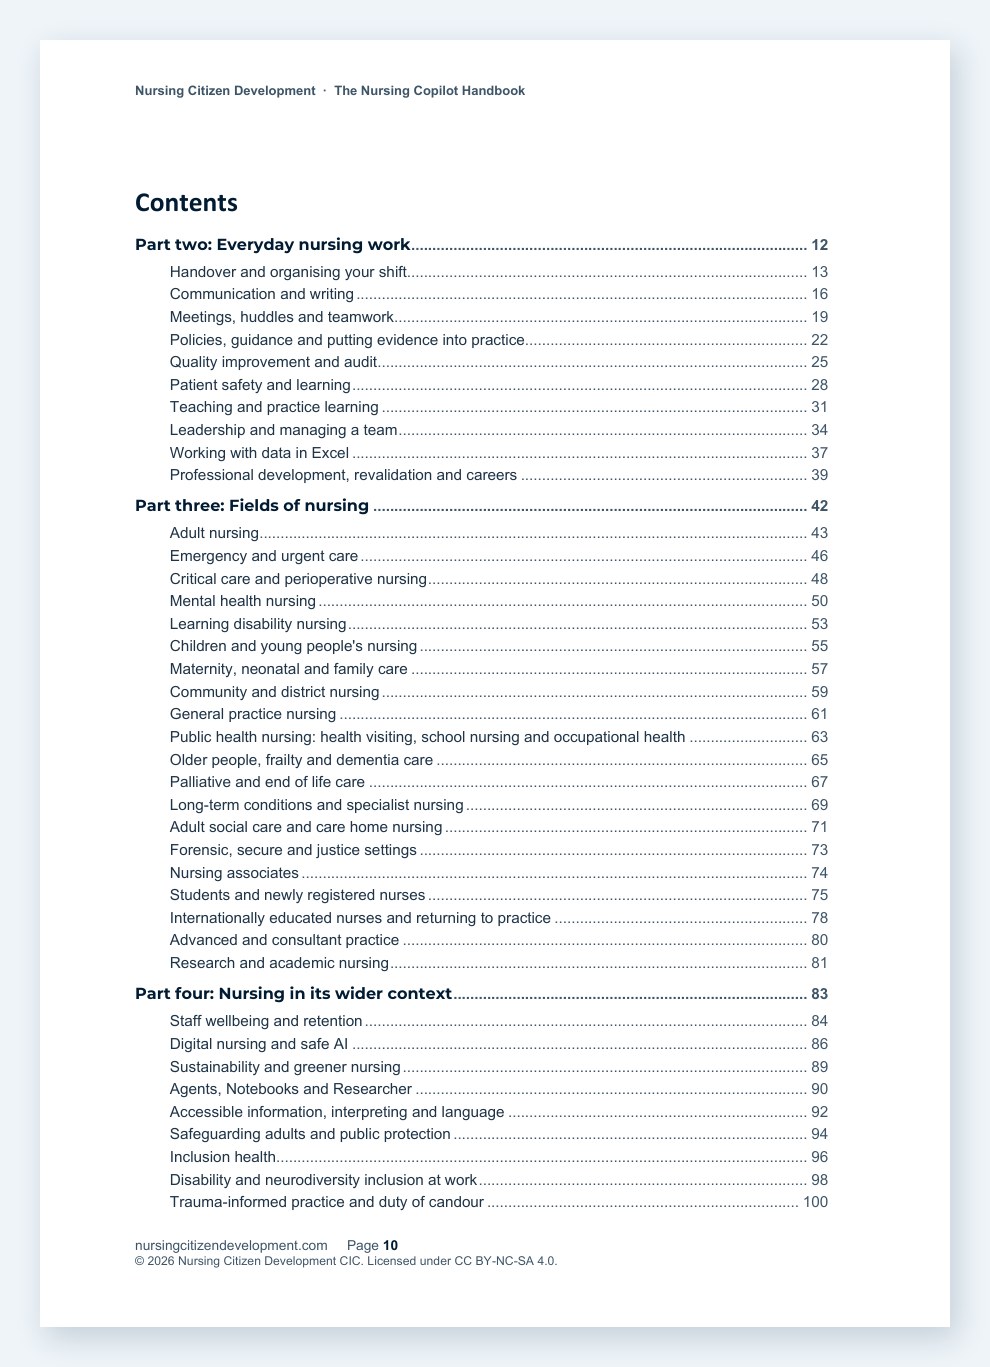 Nursing Citizen Development · The Nursing Copilot Handbook
Contents
Part two: Everyday nursing work 12
Handover and organising your shift 13
Communication and writing 16
Meetings, huddles and teamwork 19
Policies, guidance and putting evidence into practice 22
Quality improvement and audit 25
Patient safety and learning 28
Teaching and practice learning 31
Leadership and managing a team 34
Working with data in Excel 37
Professional development, revalidation and careers 39
Part three: Fields of nursing 42
Adult nursing 43
Emergency and urgent care 46
Critical care and perioperative nursing 48
Mental health nursing 50
Learning disability nursing 53
Children and young people's nursing 55
Maternity, neonatal and family care 57
Community and district nursing 59
General practice nursing 61
Public health nursing: health visiting, school nursing and occupational health 63
Older people, frailty and dementia care 65
Palliative and end of life care 67
Long-term conditions and specialist nursing 69
Adult social care and care home nursing 71
Forensic, secure and justice settings 73
Nursing associates 74
Students and newly registered nurses 75
Internationally educated nurses and returning to practice 78
Advanced and consultant practice 80
Research and academic nursing 81
Part four: Nursing in its wider context 83
Staff wellbeing and retention 84
Digital nursing and safe AI 86
Sustainability and greener nursing 89
Agents, Notebooks and Researcher 90
Accessible information, interpreting and language 92
Safeguarding adults and public protection 94
Inclusion health 96
Disability and neurodiversity inclusion at work 98
Trauma-informed practice and duty of candour 100
nursingcitizendevelopment.com Page 10
© 2026 Nursing Citizen Development CIC. Licensed under CC BY-NC-SA 4.0.